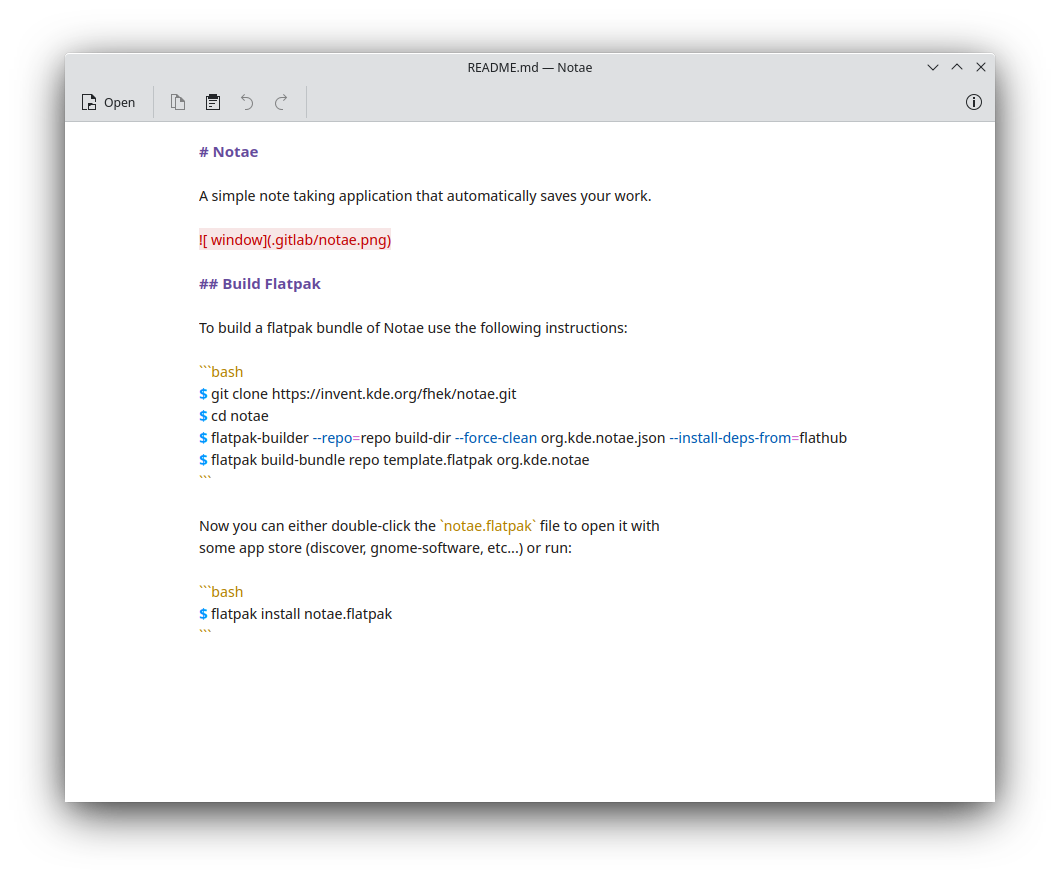 README.md — Notae
Open
# Notae
A simple note taking application that automatically saves your work.
![ window](.gitlab/notae.png)
## Build Flatpak
To build a flatpak bundle of Notae use the following instructions:
```bash
$ git clone https://invent.kde.org/fhek/notae.git
$ cd notae
$ flatpak-builder --repo=repo build-dir --force-clean org.kde.notae.json --install-deps-from=flathub
$ flatpak build-bundle repo template.flatpak org.kde.notae
```
Now you can either double-click the `notae.flatpak` file to open it with
some app store (discover, gnome-software, etc...) or run:
```bash
$ flatpak install notae.flatpak
```